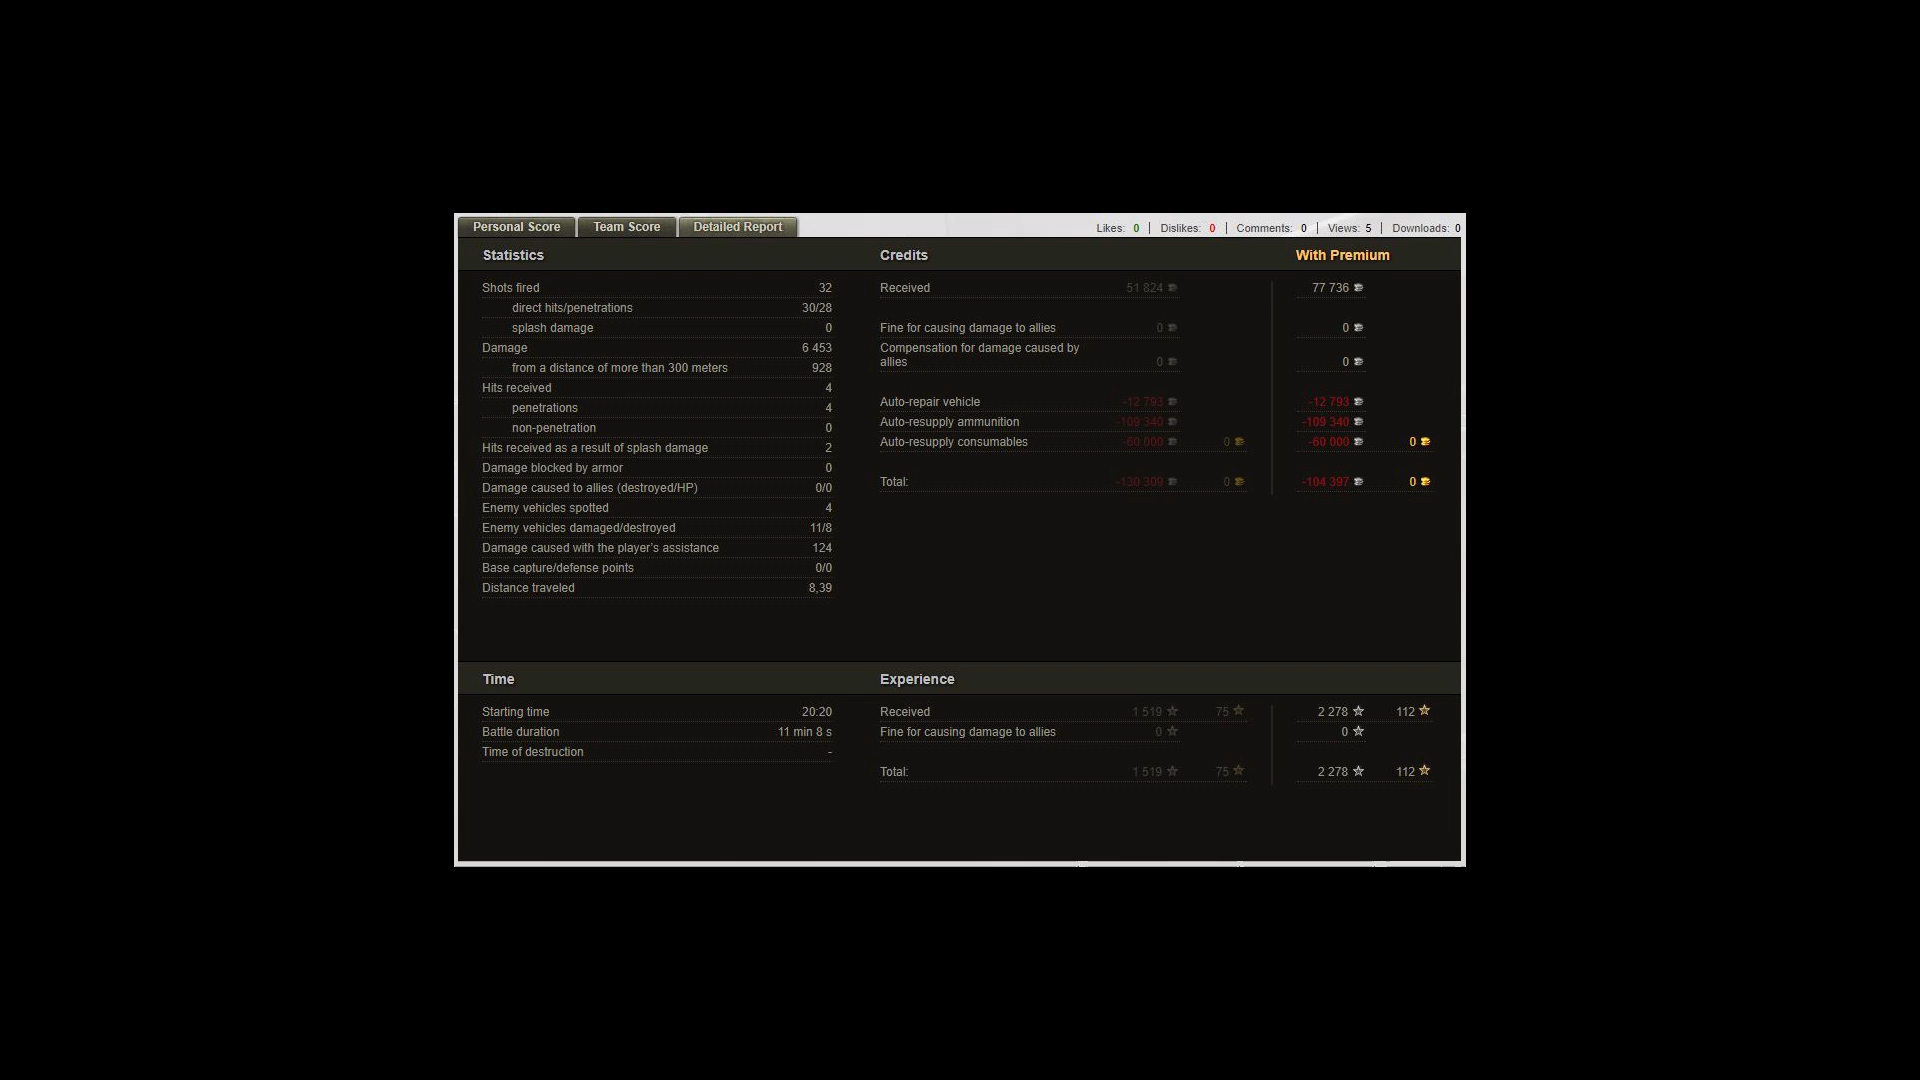 Personal Score Team Score Detailed Report Likes: 0 | Dislikes: 0 | Comments: 0 | Views: 5 | Downloads: 0
Statistics Credits With Premium
Shots fired 32 Received 51 824 77 736
direct hits/penetrations 30/28
splash damage 0 Fine for causing damage to allies 0 0
Damage 6 453 Compensation for damage caused by
allies 0 0
from a distance of more than 300 meters 928
Hits received 4
penetrations 4 Auto-repair vehicle -12 793 -12 793
non-penetration 0 Auto-resupply ammunition -109 340 -109 340
Hits received as a result of splash damage 2 Auto-resupply consumables -60 000 0 -60 000 0
Damage blocked by armor 0
Damage caused to allies (destroyed/HP) 0/0 Total: -130 309 0 -104 397 0
Enemy vehicles spotted 4
Enemy vehicles damaged/destroyed 11/8
Damage caused with the player's assistance 124
Base capture/defense points 0/0
Distance traveled 8,39
Time Experience
Starting time 20:20 Received 1 519 75 2 278 112
Battle duration 11 min 8 s Fine for causing damage to allies 0 0
Time of destruction -
Total: 1 519 75 2 278 112